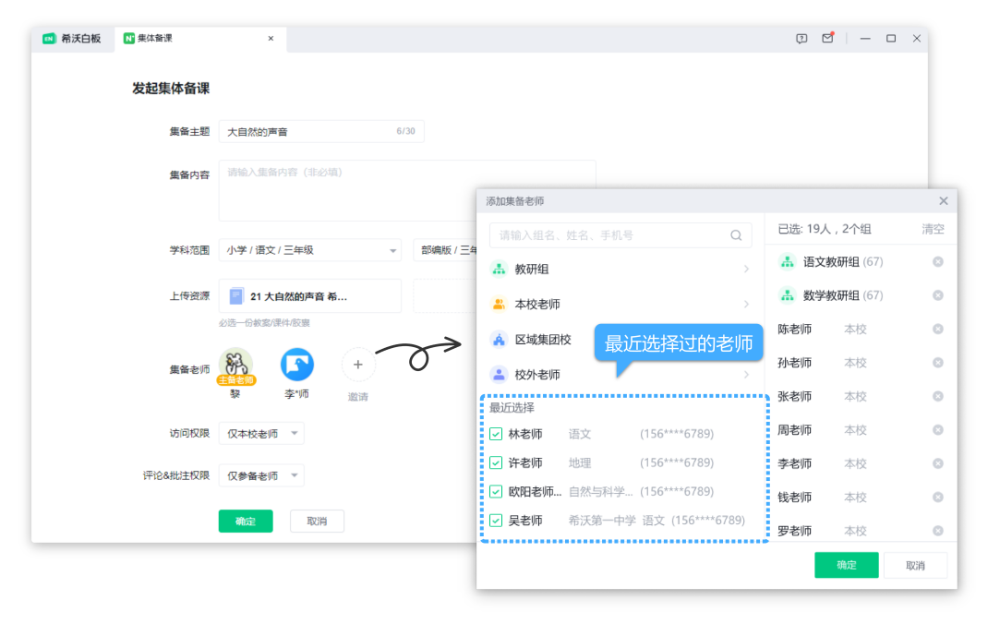 希沃白板
集体备课
发起集体备课
集备主题
大自然的声音
6/30
集备内容
请输入集备内容（非必填）
学科范围
小学 / 语文 / 三年级
部编版 / 三年
上传资源
21 大自然的声音 希...
必选一份教案/课件/胶囊
集备老师
主备老师
黎
李*师
邀请
访问权限
仅本校老师
评论&批注权限
仅参备老师
确定
取消
添加集备老师
请输入组名、姓名、手机号
教研组
本校老师
区域集团校
校外老师
最近选择过的老师
最近选择
林老师 语文 (156****6789)
许老师 地理 (156****6789)
欧阳老师... 自然与科学... (156****6789)
吴老师 希沃第一中学 语文 (156****6789)
已选: 19人，2个组 清空
语文教研组 (67)
数学教研组 (67)
陈老师 本校
孙老师 本校
张老师 本校
周老师 本校
李老师 本校
钱老师 本校
罗老师 本校
确定
取消